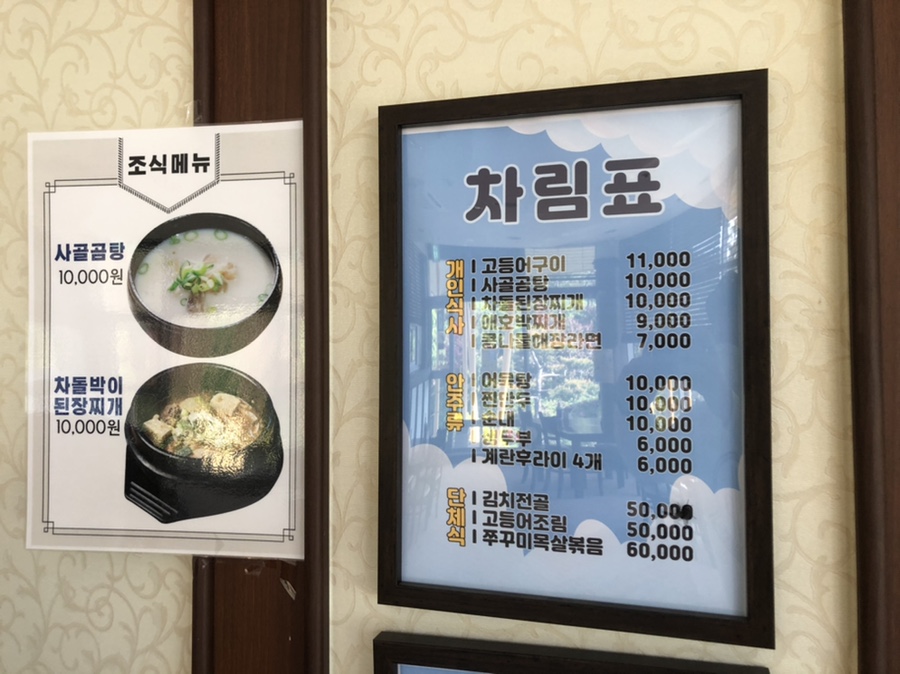 조식메뉴
사골곰탕
10,000원
차돌박이
된장찌개
10,000원
차림표
개인식사
고등어구이 11,000
사골곰탕 10,000
차돌된장찌개 10,000
애호박찌개 9,000
콩나물해장라면 7,000
안주류
어묵탕 10,000
찐만두 10,000
순대 10,000
생두부 6,000
계란후라이 4개 6,000
단체식
김치전골 50,000
고등어조림 50,000
쭈꾸미목살볶음 60,000